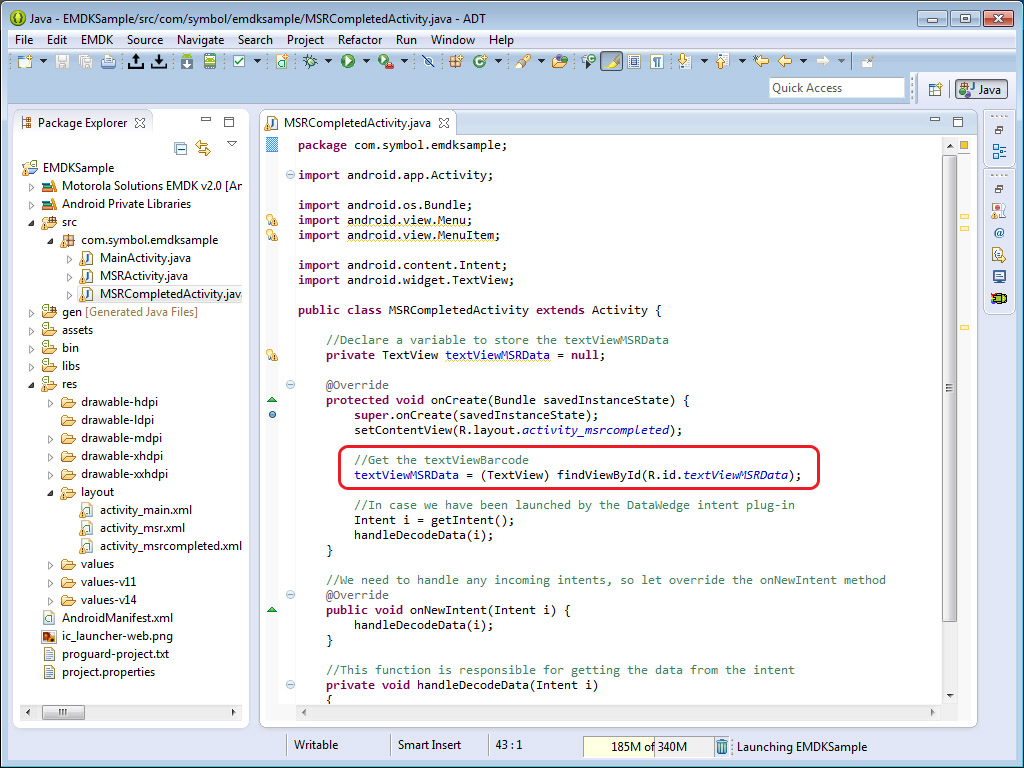 Java - EMDKSample/src/com/symbol/emdksample/MSRCompletedActivity.java - ADT
File Edit EMDK Source Navigate Search Project Refactor Run Window Help
Quick Access
Java
Package Explorer
EMDKSample
Motorola Solutions EMDK v2.0 [Ar
Android Private Libraries
src
com.symbol.emdksample
MainActivity.java
MSRActivity.java
MSRCompletedActivity.java
gen [Generated Java Files]
assets
bin
libs
res
drawable-hdpi
drawable-ldpi
drawable-mdpi
drawable-xhdpi
drawable-xxhdpi
layout
activity_main.xml
activity_msr.xml
activity_msrcompleted.xml
values
values-v11
values-v14
AndroidManifest.xml
ic_launcher-web.png
proguard-project.txt
project.properties
MSRCompletedActivity.java
package com.symbol.emdksample;
import android.app.Activity;
import android.os.Bundle;
import android.view.Menu;
import android.view.MenuItem;
import android.content.Intent;
import android.widget.TextView;
public class MSRCompletedActivity extends Activity {
//Declare a variable to store the textViewMSRData
private TextView textViewMSRData = null;
@Override
protected void onCreate(Bundle savedInstanceState) {
super.onCreate(savedInstanceState);
setContentView(R.layout.activity_msrcompleted);
//Get the textViewBarcode
textViewMSRData = (TextView) findViewById(R.id.textViewMSRData);
//In case we have been launched by the DataWedge intent plug-in
Intent i = getIntent();
handleDecodeData(i);
}
//We need to handle any incoming intents, so let override the onNewIntent method
@Override
public void onNewIntent(Intent i) {
handleDecodeData(i);
}
//This function is responsible for getting the data from the intent
private void handleDecodeData(Intent i)
{
Writable
Smart Insert
43 : 1
185M of 340M
Launching EMDKSample